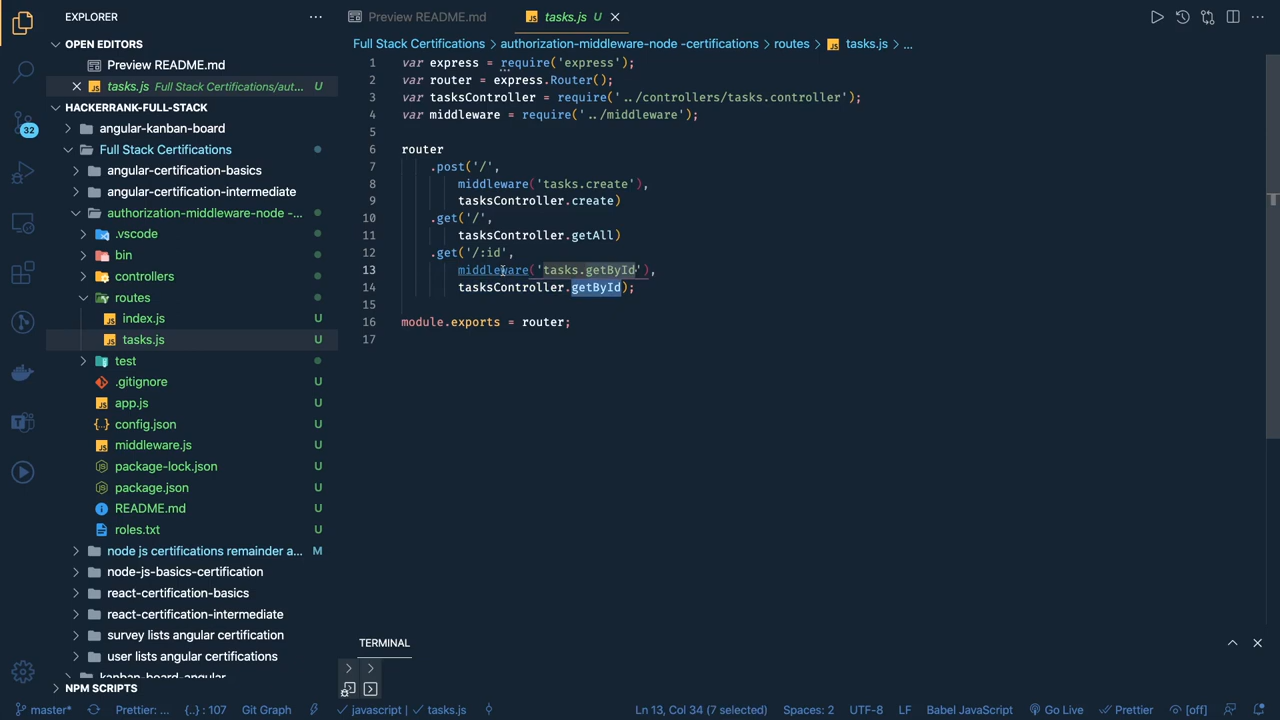 EXPLORER
Preview README.md
tasks.js U
OPEN EDITORS
Preview README.md
tasks.js Full Stack Certifications/aut... U
HACKERRANK-FULL-STACK
angular-kanban-board
Full Stack Certifications
angular-certification-basics
angular-certification-intermediate
authorization-middleware-node -...
.vscode
bin
controllers
routes
index.js U
tasks.js U
test
.gitignore U
app.js U
config.json U
middleware.js U
package-lock.json U
package.json U
README.md U
roles.txt U
node js certifications remainder a... M
node-js-basics-certification
react-certification-basics
react-certification-intermediate
survey lists angular certification
user lists angular certifications
kanban-board-angular
NPM SCRIPTS
32
Full Stack Certifications > authorization-middleware-node -certifications > routes > tasks.js > ...
1 var express = require('express');
2 var router = express.Router();
3 var tasksController = require('../controllers/tasks.controller');
4 var middleware = require('../middleware');
5
6 router
7 .post('/',
8 middleware('tasks.create'),
9 tasksController.create)
10 .get('/',
11 tasksController.getAll)
12 .get('/:id',
13 middleware('tasks.getById'),
14 tasksController.getById);
15
16 module.exports = router;
17
TERMINAL
master* Prettier: ... {..} : 107 Git Graph javascript | tasks.js Ln 13, Col 34 (7 selected) Spaces: 2 UTF-8 LF Babel JavaScript Go Live Prettier [off]